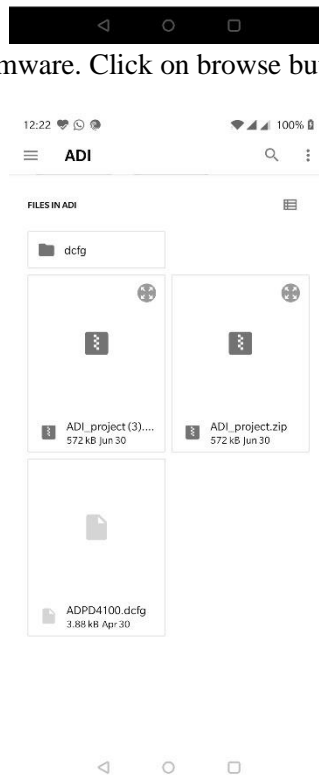 mware. Click on browse bu
12:22 100%
ADI
FILES IN ADI
dcfg
ADI_project (3)....
572 kB Jun 30
ADI_project.zip
572 kB Jun 30
ADPD4100.dcfg
3.88 kB Apr 30